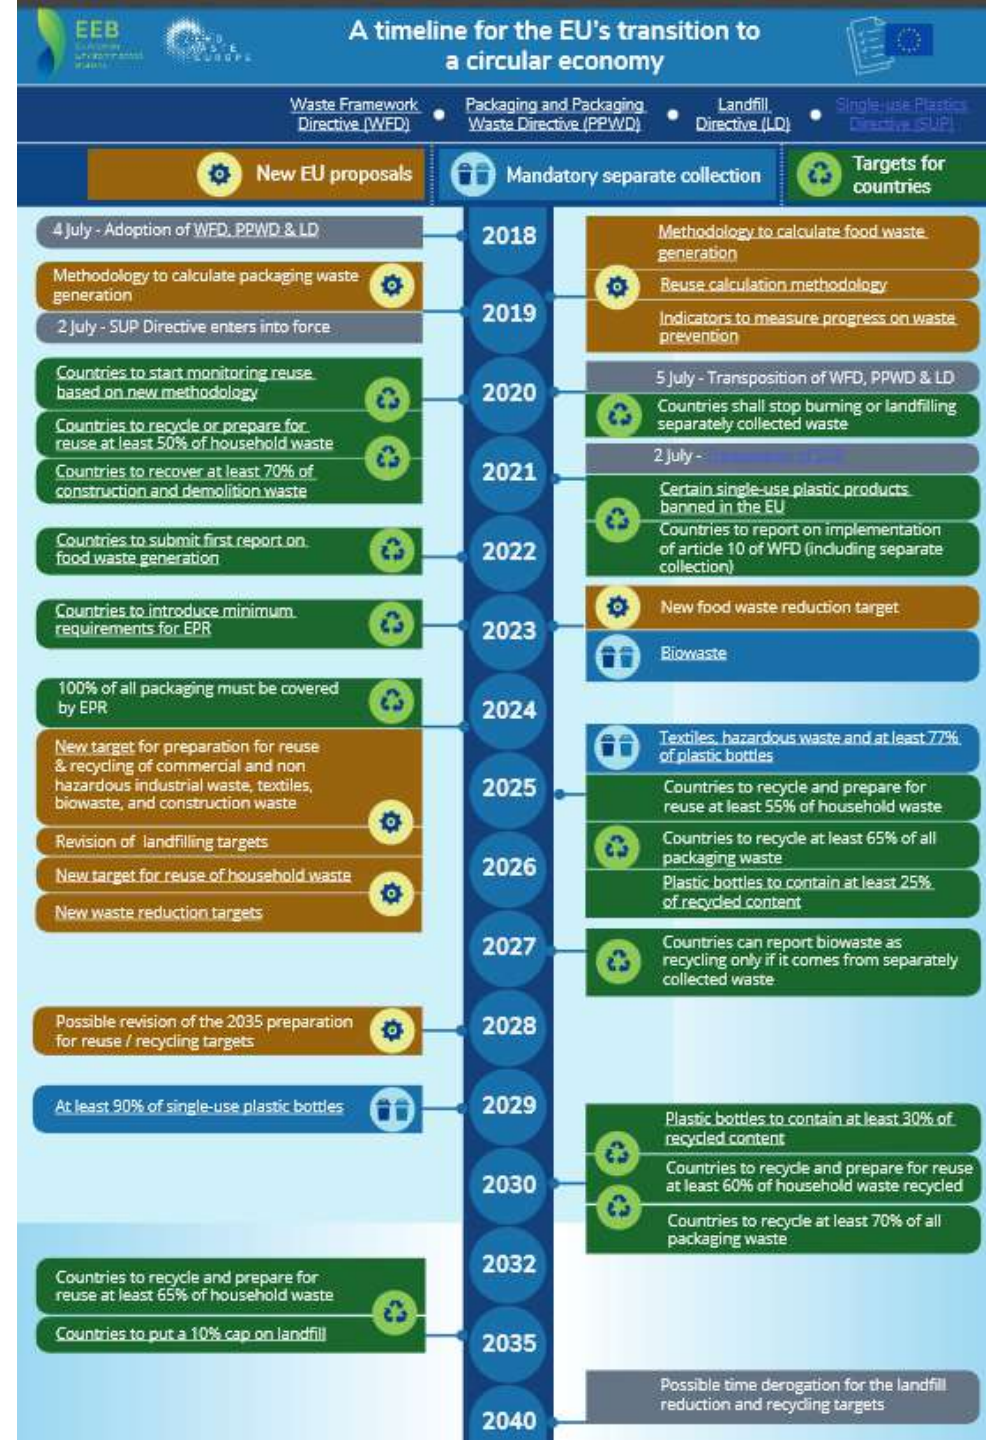 EEB
A timeline for the EU's transition to
a circular economy
Waste Framework
Directive (WFD)
Packaging and Packaging
Waste Directive (PPWD)
Landfill
Directive (LD)
Single-use Plastics
Directive (SUP)
New EU proposals
Mandatory separate collection
Targets for
countries
4 July - Adoption of WFD, PPWD & LD
2018
Methodology to calculate food waste
generation
Reuse calculation methodology
Indicators to measure progress on waste
prevention
Methodology to calculate packaging waste
generation
2 July - SUP Directive enters into force
2019
Countries to start monitoring reuse
based on new methodology
Countries to recycle or prepare for
reuse at least 50% of household waste
Countries to recover at least 70% of
construction and demolition waste
2020
5 July - Transposition of WFD, PPWD & LD
Countries shall stop burning or landfilling
separately collected waste
2021
2 July -
Certain single-use plastic products
banned in the EU
Countries to report on implementation
of article 10 of WFD (including separate
collection)
Countries to submit first report on
food waste generation
2022
Countries to introduce minimum
requirements for EPR
2023
New food waste reduction target
Biowaste
100% of all packaging must be covered
by EPR
2024
New target for preparation for reuse
& recycling of commercial and non
hazardous industrial waste, textiles,
biowaste, and construction waste
Revision of landfilling targets
New target for reuse of household waste
New waste reduction targets
Textiles, hazardous waste and at least 77%
of plastic bottles
2025
Countries to recycle and prepare for
reuse at least 55% of household waste
Countries to recycle at least 65% of all
packaging waste
Plastic bottles to contain at least 25%
of recycled content
2026
2027
Countries can report biowaste as
recycling only if it comes from separately
collected waste
Possible revision of the 2035 preparation
for reuse / recycling targets
2028
At least 90% of single-use plastic bottles
2029
Plastic bottles to contain at least 30% of
recycled content
2030
Countries to recycle and prepare for reuse
at least 60% of household waste recycled
Countries to recycle at least 70% of all
packaging waste
2032
Countries to recycle and prepare for
reuse at least 65% of household waste
Countries to put a 10% cap on landfill
2035
Possible time derogation for the landfill
reduction and recycling targets
2040